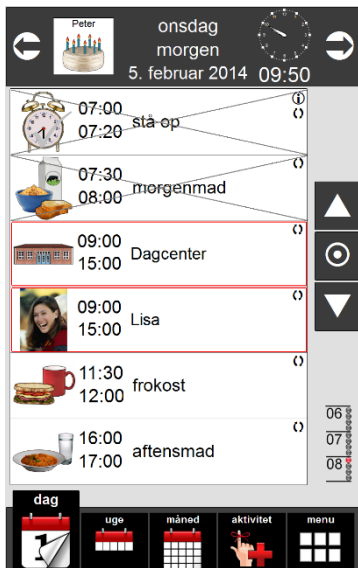 Peter
onsdag
morgen
5. februar 2014 09:50
07:00
07:20
stå op
07:30
08:00
morgenmad
09:00
15:00
Dagcenter
09:00
15:00
Lisa
11:30
12:00
frokost
16:00
17:00
aftensmad
06
07
08
dag
uge
måned
aktivitet
menu